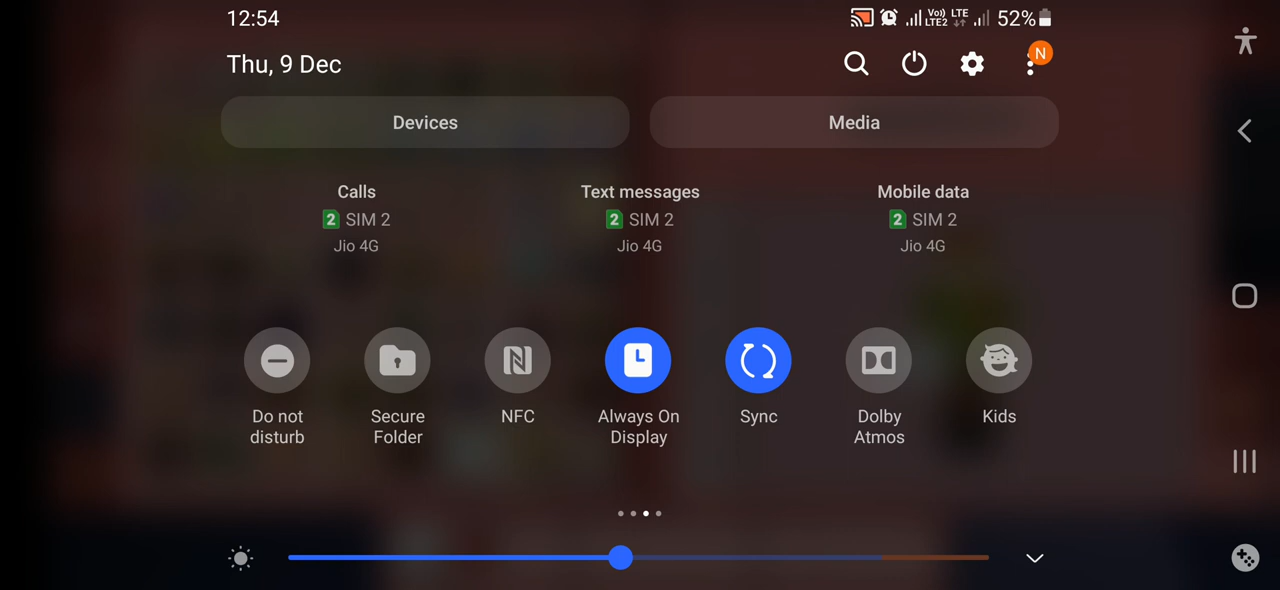 12:54
Vo) LTE
LTE2
52%
Thu, 9 Dec
N
Devices
Media
Calls
Text messages
Mobile data
2 SIM 2
2 SIM 2
2 SIM 2
Jio 4G
Jio 4G
Jio 4G
Do not
disturb
Secure
Folder
NFC
Always On
Display
Sync
Dolby
Atmos
Kids